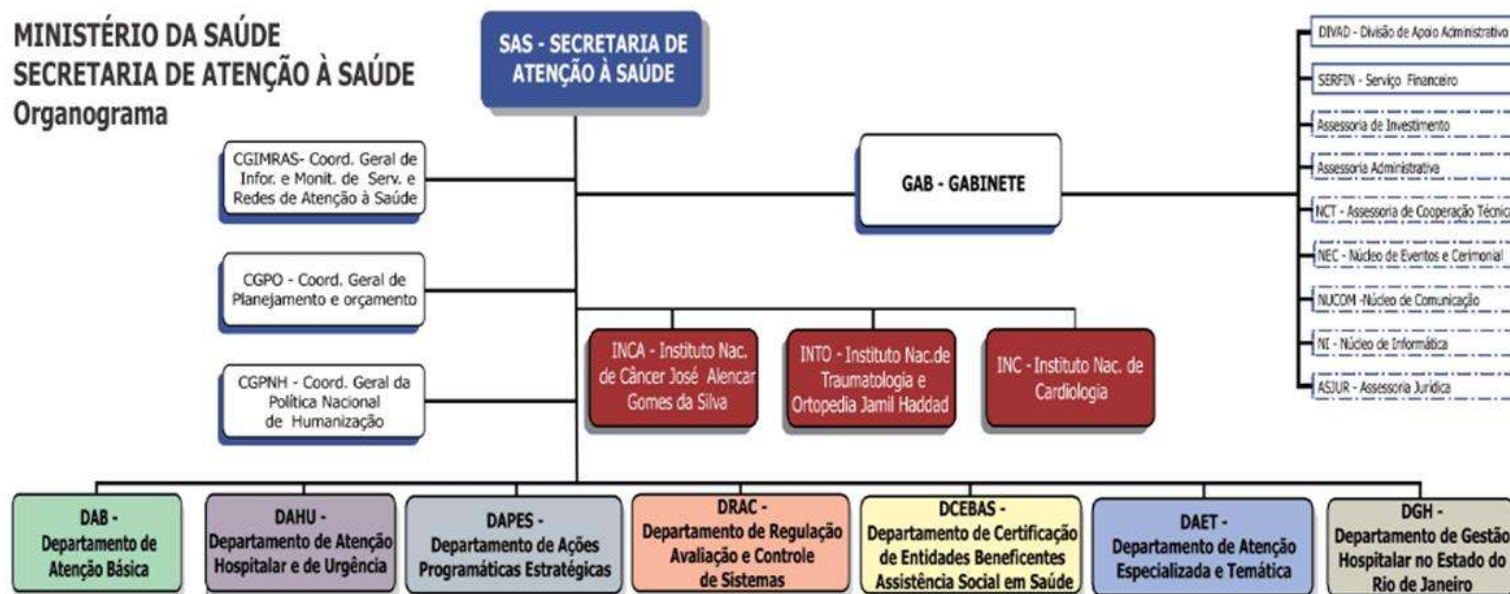 MINISTÉRIO DA SAÚDE
SECRETARIA DE ATENÇÃO À SAÚDE
Organograma
SAS - SECRETARIA DE
ATENÇÃO À SAÚDE
CGIMRAS- Coord. Geral de
Infor. e Monit. de Serv. e
Redes de Atenção à Saúde
CGPO - Coord. Geral de
Planejamento e orçamento
CGPNH - Coord. Geral da
Política Nacional
de Humanização
GAB - GABINETE
DIVAD - Divisão de Apoio Administrativo
SERFIN - Serviço Financeiro
Assessoria de Investimento
Assessoria Administrativa
NCT - Assessoria de Cooperação Técnica
NEC - Núcleo de Eventos e Cerimonial
NUCOM -Núcleo de Comunicação
NI - Núcleo de Informática
ASJUR - Assessoria Jurídica
INCA - Instituto Nac.
de Câncer José Alencar
Gomes da Silva
INTO - Instituto Nac.de
Traumatologia e
Ortopedia Jamil Haddad
INC - Instituto Nac. de
Cardiologia
DAB -
Departamento de
Atenção Básica
DAHU -
Departamento de Atenção
Hospitalar e de Urgência
DAPES -
Departamento de Ações
Programáticas Estratégicas
DRAC -
Departamento de Regulação
Avaliação e Controle
de Sistemas
DCEBAS -
Departamento de Certificação
de Entidades Beneficentes
Assistência Social em Saúde
DAET -
Departamento de Atenção
Especializada e Temática
DGH -
Departamento de Gestão
Hospitalar no Estado do
Rio de Janeiro